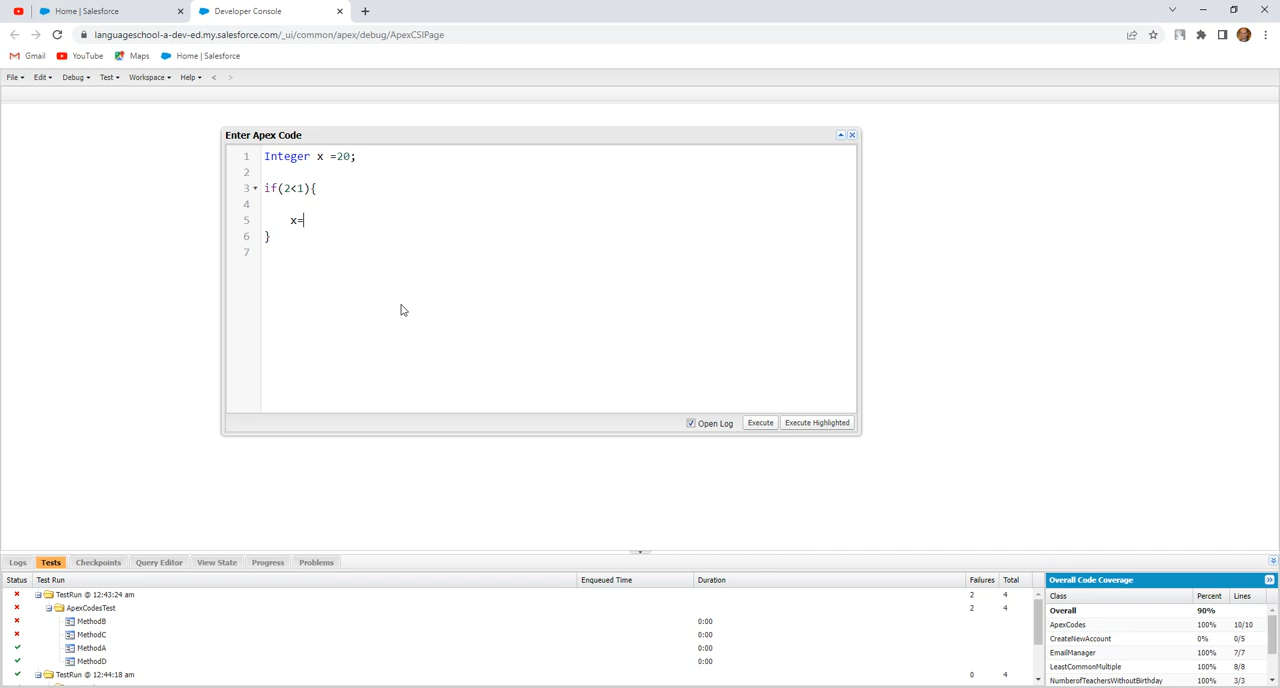 Home | Salesforce
Developer Console
languageschool-a-dev-ed.my.salesforce.com/_ui/common/apex/debug/ApexCSIPage
Gmail YouTube Maps Home | Salesforce
File Edit Debug Test Workspace Help < >
Enter Apex Code
1 Integer x =20;
2
3 if(2<1){
4
5 x=
6 }
7
Open Log Execute Execute Highlighted
Logs Tests Checkpoints Query Editor View State Progress Problems
Status Test Run Enqueued Time Duration Failures Total
TestRun @ 12:43:24 am 2 4
ApexCodesTest 2 4
MethodB 0:00
MethodC 0:00
MethodA 0:00
MethodD 0:00
TestRun @ 12:44:18 am 0 4
Overall Code Coverage
Class Percent Lines
Overall 90%
ApexCodes 100% 10/10
CreateNewAccount 0% 0/5
EmailManager 100% 7/7
LeastCommonMultiple 100% 8/8
NumberofTeachersWithoutBirthday 100% 3/3